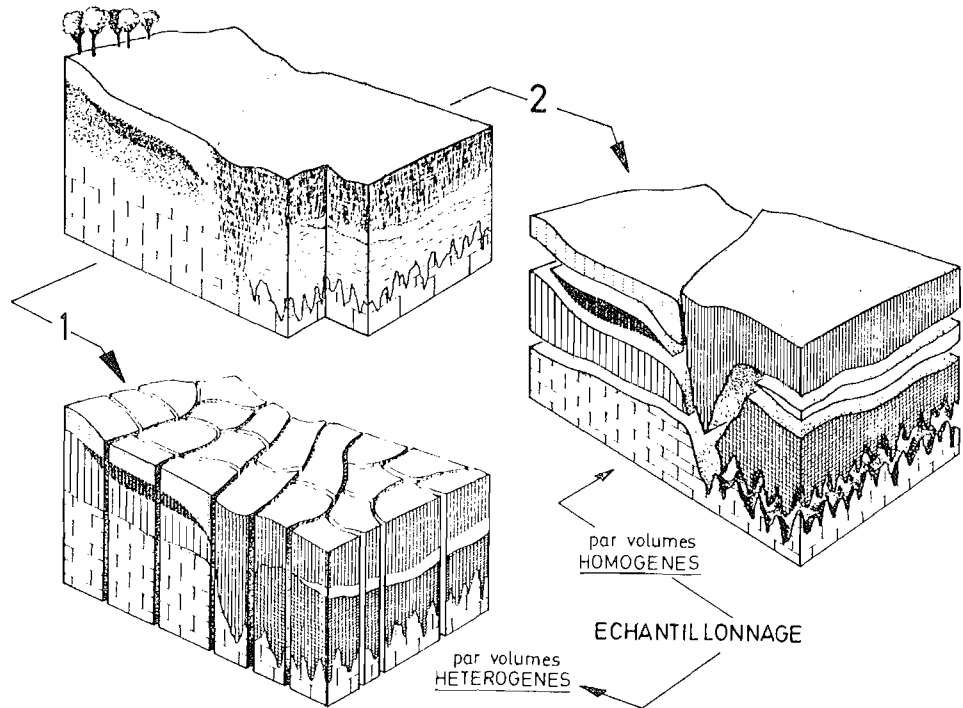 2
1
par volumes
HOMOGENES
ECHANTILLONNAGE
par volumes
HETEROGENES